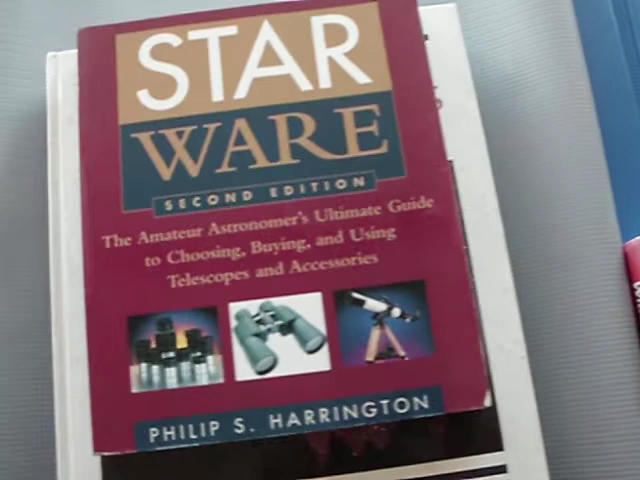 STAR
WARE
SECOND EDITION
The Amateur Astronomer's Ultimate Guide
to Choosing, Buying, and Using
Telescopes and Accessories
PHILIP S. HARRINGTON